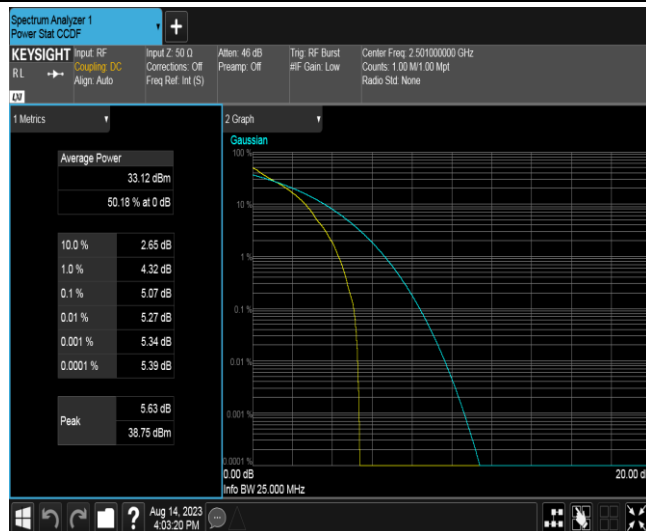 Spectrum Analyzer 1
Power Stat CCDF
KEYSIGHT
RL
LXI
Input: RF
Coupling: DC
Align: Auto
Input Z: 50 Ω
Corrections: Off
Freq Ref: Int (S)
Atten: 46 dB
Preamp: Off
Trig: RF Burst
#IF Gain: Low
Center Freq: 2.501000000 GHz
Counts: 1.00 M/1.00 Mpt
Radio Std: None
1 Metrics
Average Power
33.12 dBm
50.18 % at 0 dB
10.0 % 2.65 dB
1.0 % 4.32 dB
0.1 % 5.07 dB
0.01 % 5.27 dB
0.001 % 5.34 dB
0.0001 % 5.39 dB
Peak
5.63 dB
38.75 dBm
2 Graph
Gaussian
100 %
10 %
1 %
0.1 %
0.01 %
0.001 %
0.0001 %
0.00 dB
20.00 d
Info BW 25.000 MHz
?
Aug 14, 2023
4:03:20 PM